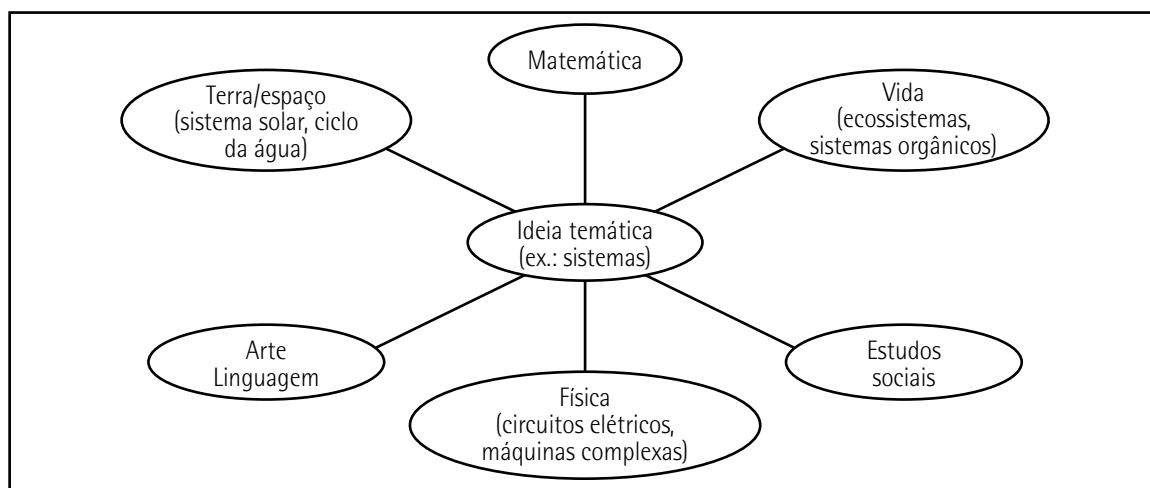 Matemática
Terra/espaço
(sistema solar, ciclo
da água)
Vida
(ecossistemas,
sistemas orgânicos)
Ideia temática
(ex.: sistemas)
Arte
Linguagem
Física
(circuitos elétricos,
máquinas complexas)
Estudos
sociais